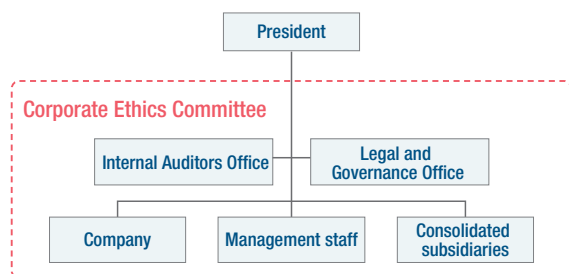 President
Corporate Ethics Committee
Internal Auditors Office
Legal and
Governance Office
Company
Management staff
Consolidated
subsidiaries